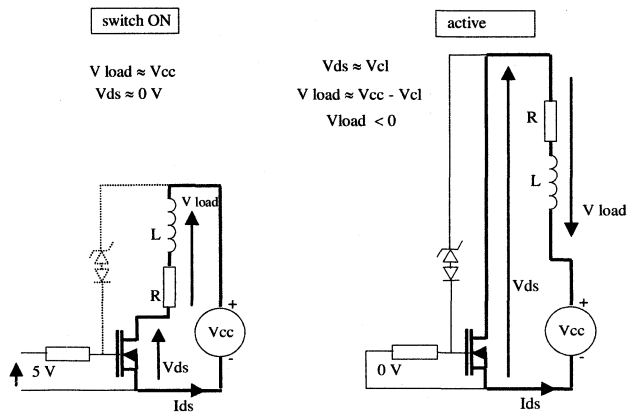 switch ON
active
V load ≈ Vcc
Vds ≈ 0 V
Vds ≈ Vcl
V load ≈ Vcc - Vcl
Vload < 0
V load
L
R
+
Vcc
-
5 V
Vds
Ids
R
L
V load
Vds
+
Vcc
-
0 V
Ids